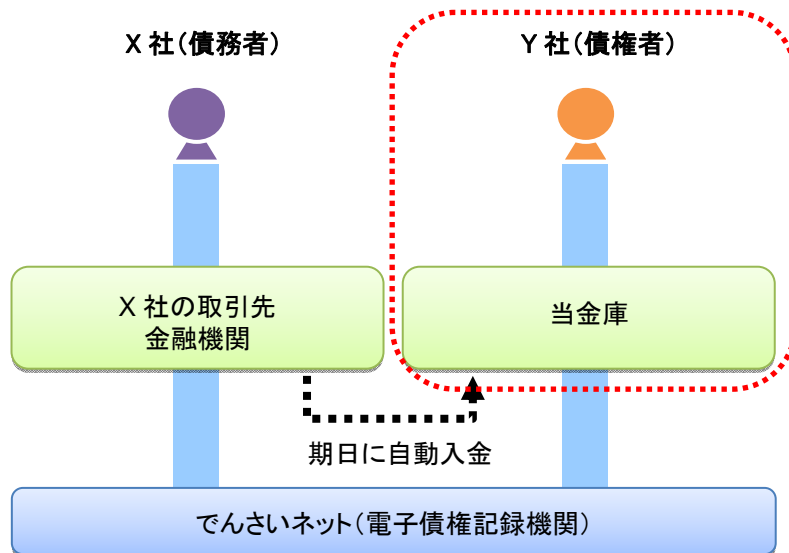 X 社(債務者)
Y 社(債権者)
X 社の取引先
金融機関
当金庫
期日に自動入金
でんさいネット(電子債権記録機関)